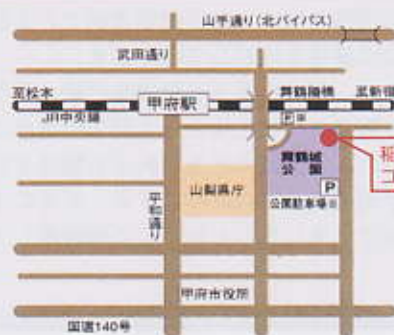 山手通り(北バイパス)
武田通り
至松本
甲府駅
舞鶴陸橋
至新宿
JR中央線
P
稲
コ
舞鶴城
公園
山梨県庁
P
公園駐車場
平和通り
甲府市役所
国道140号